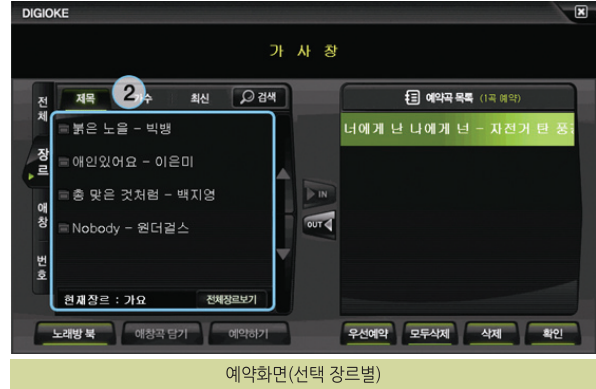 DIGIOKE
가 사 창
전체
장르
애창
번호
제목
2
수
최신
검색
붉은 노을 - 빅뱅
애인있어요 - 이은미
총 맞은 것처럼 - 백지영
Nobody - 원더걸스
현재장르 : 가요
전체장르보기
IN
OUT
예약곡 목록 (1곡 예약)
너에게 난 나에게 넌 - 자전거 탄 풍
노래방 북
애창곡 담기
예약하기
우선예약
모두삭제
삭제
확인
예약화면(선택 장르별)